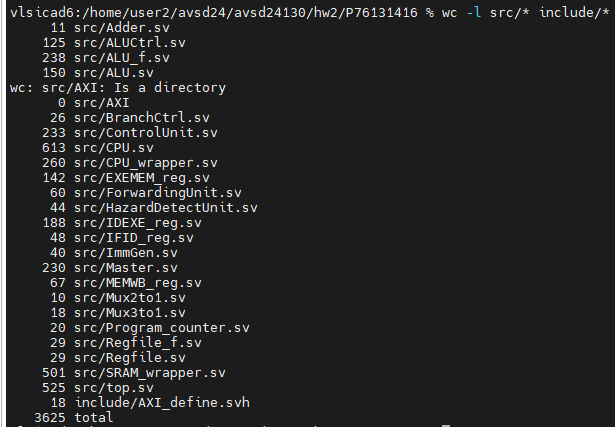 vlsicad6:/home/user2/avsd24/avsd24130/hw2/P76131416 % wc -l src/* include/*
11 src/Adder.sv
125 src/ALUCtrl.sv
238 src/ALU_f.sv
150 src/ALU.sv
wc: src/AXI: Is a directory
0 src/AXI
26 src/BranchCtrl.sv
233 src/ControlUnit.sv
613 src/CPU.sv
260 src/CPU_wrapper.sv
142 src/EXEMEM_reg.sv
60 src/ForwardingUnit.sv
44 src/HazardDetectUnit.sv
188 src/IDEXE_reg.sv
48 src/IFID_reg.sv
40 src/ImmGen.sv
230 src/Master.sv
67 src/MEMWB_reg.sv
10 src/Mux2to1.sv
18 src/Mux3to1.sv
20 src/Program_counter.sv
29 src/Regfile_f.sv
29 src/Regfile.sv
501 src/SRAM_wrapper.sv
525 src/top.sv
18 include/AXI_define.svh
3625 total